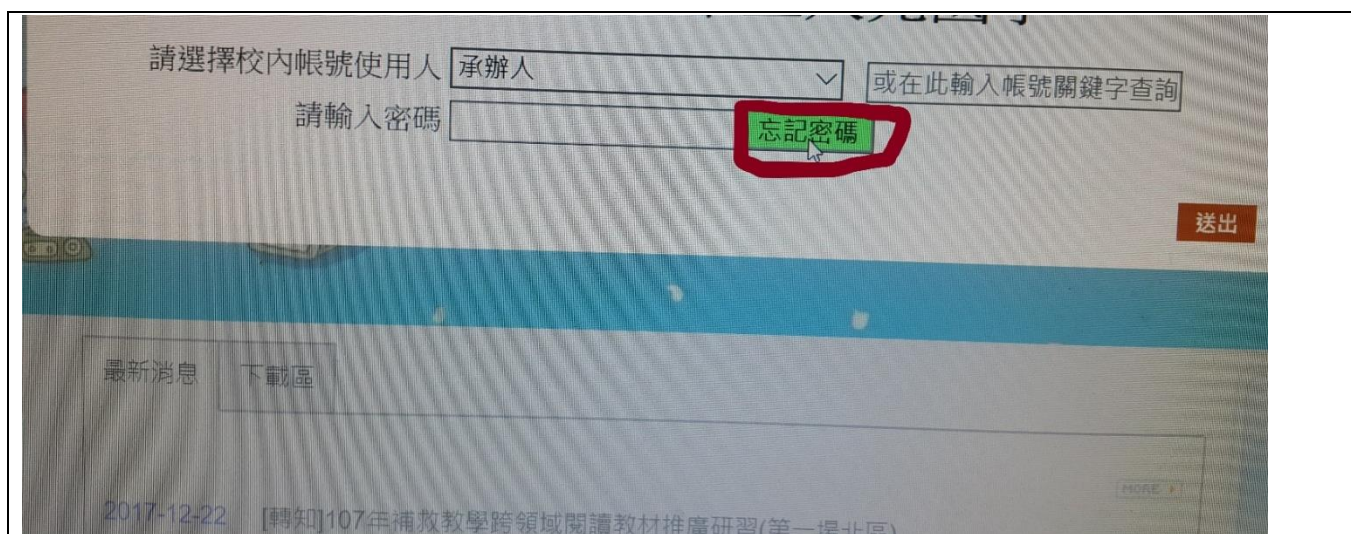 請選擇校內帳號使用人 承辦人 或在此輸入帳號關鍵字查詢
請輸入密碼 忘記密碼
送出
最新消息 下載區
MORE
2017-12-22 [轉知]107年補救教學跨領域閱讀教材推廣研習(第一場北區)